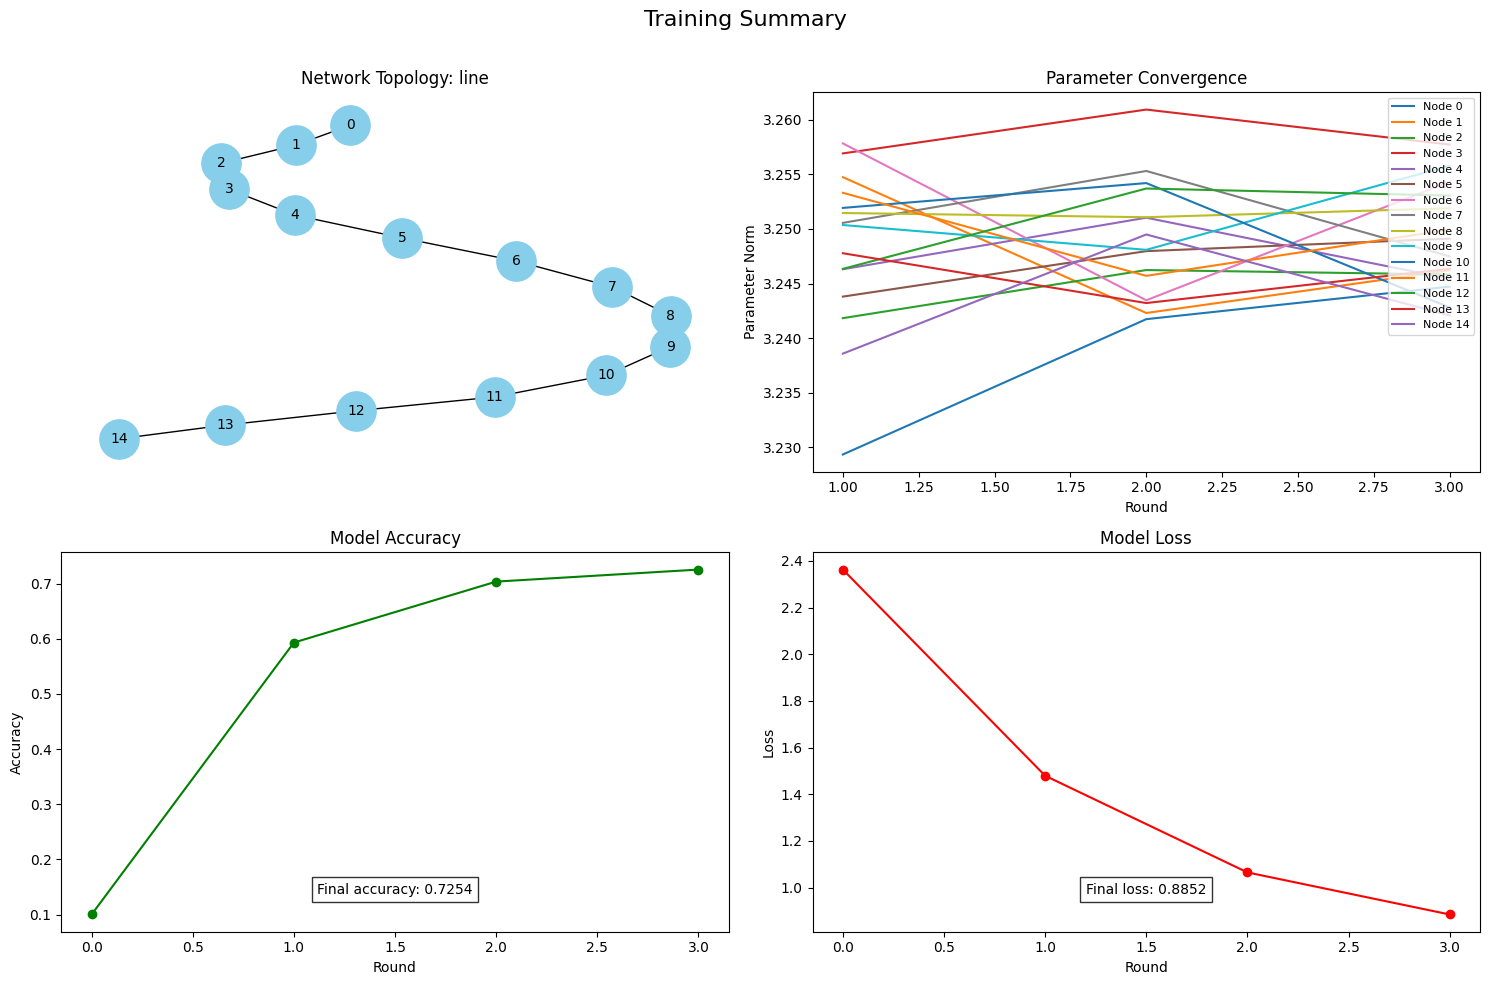 Training Summary
Network Topology: line
0
1
2
3
4
5
6
7
8
9
10
11
12
13
14
Parameter Convergence
Parameter Norm
3.260
3.255
3.250
3.245
3.240
3.235
3.230
1.00 1.25 1.50 1.75 2.00 2.25 2.50 2.75 3.00
Round
Node 0
Node 1
Node 2
Node 3
Node 4
Node 5
Node 6
Node 7
Node 8
Node 9
Node 10
Node 11
Node 12
Node 13
Node 14
Model Accuracy
Accuracy
0.7
0.6
0.5
0.4
0.3
0.2
0.1
Final accuracy: 0.7254
0.0 0.5 1.0 1.5 2.0 2.5 3.0
Round
Model Loss
Loss
2.4
2.2
2.0
1.8
1.6
1.4
1.2
1.0
Final loss: 0.8852
0.0 0.5 1.0 1.5 2.0 2.5 3.0
Round